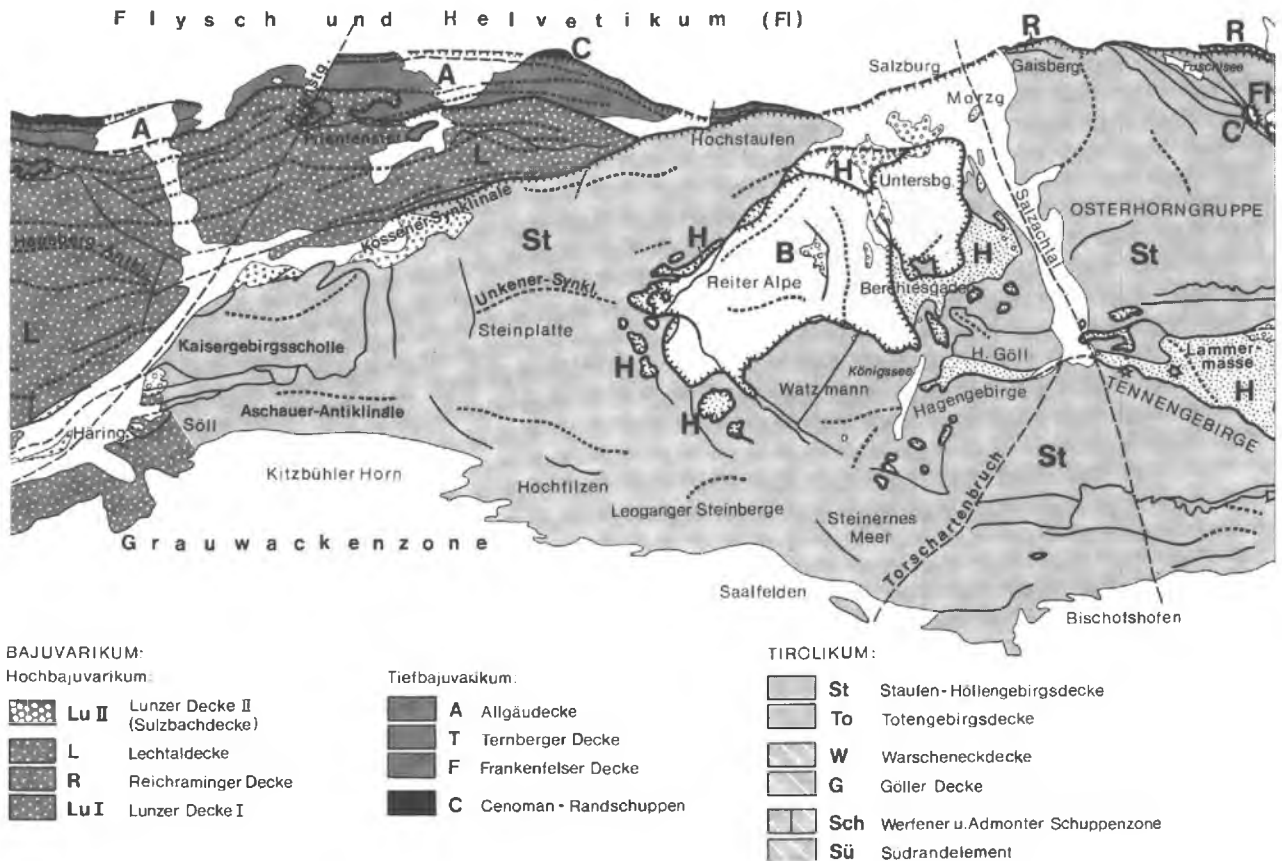 Flysch und Helvetikum (Fl)
R
R
C
A
Salzburg
Gaisberg
Fuschlsee
Morzg
Fl
A
C
L
Hochstaufen
H
Untersbg.
Kössener-Synklinale
OSTERHORNGRUPPE
Salzachtal
St
H
B
H
St
Reiter Alpe
Berchtesgaden
Unkener-Synkl.
Steinplatte
L
Kaisergebirgsscholle
H. Göll
Lammer-
masse
H
Königssee
H
Watzmann
Hagengebirge
TENNENGEBIRGE
Aschauer-Antiklinale
Söll
Häring
H
St
Kitzbühler Horn
Hochfilzen
Leoganger Steinberge
Steinernes
Meer
Torschartenbruch
Grauwackenzone
Saalfelden
Bischofshofen
BAJUVARIKUM:
Hochbajuvarikum:
Lu II Lunzer Decke II
(Sulzbachdecke)
L Lechtaldecke
R Reichraminger Decke
Lu I Lunzer Decke I
Tiefbajuvarikum:
A Allgäudecke
T Ternberger Decke
F Frankenfelser Decke
C Cenoman - Randschuppen
TIROLIKUM:
St Staufen-Höllengebirgsdecke
To Totengebirgsdecke
W Warscheneckdecke
G Göller Decke
Sch Werfener u. Admonter Schuppenzone
Sü Südrandelement